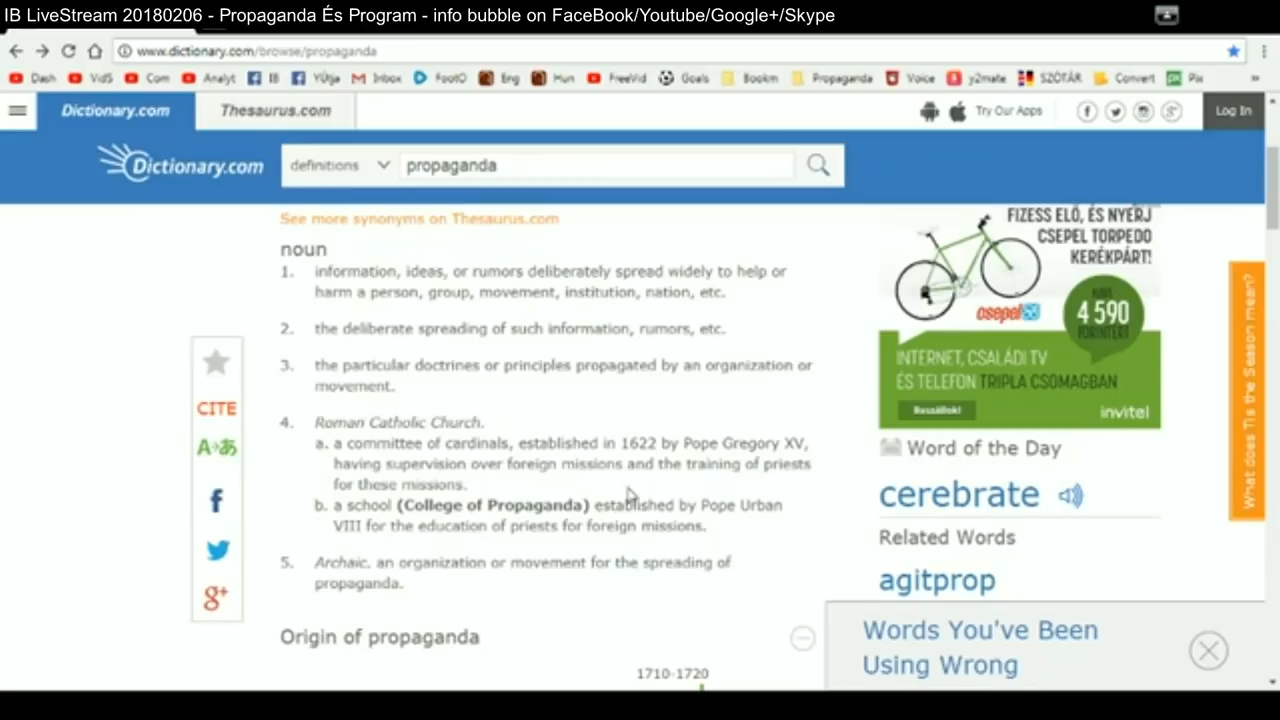 IB LiveStream 20180206 - Propaganda És Program - info bubble on FaceBook/Youtube/Google+/Skype
www.dictionary.com/browse/propaganda
Dash VidS Com Analyt IB YÚtja Inbox FootO Eng Hun FreeVid Goals Bookm Propaganda Voice y2mate SZÓTÁR Convert Pix »
Dictionary.com Thesaurus.com Try Our Apps Log In
Dictionary.com definitions propaganda
See more synonyms on Thesaurus.com
noun
1. information, ideas, or rumors deliberately spread widely to help or
harm a person, group, movement, institution, nation, etc.
2. the deliberate spreading of such information, rumors, etc.
3. the particular doctrines or principles propagated by an organization or
movement.
4. Roman Catholic Church.
a. a committee of cardinals, established in 1622 by Pope Gregory XV,
having supervision over foreign missions and the training of priests
for these missions.
b. a school (College of Propaganda) established by Pope Urban
VIII for the education of priests for foreign missions.
5. Archaic. an organization or movement for the spreading of
propaganda.
Origin of propaganda
1710-1720
CITE
A→あ
f
g+
FIZESS ELŐ, ÉS NYERJ
CSEPEL TORPEDO
KERÉKPÁRT!
csepel
HAVI
4 590
FORINTÉRT
INTERNET, CSALÁDI TV
ÉS TELEFON TRIPLA CSOMAGBAN
invitel
Word of the Day
cerebrate
Related Words
agitprop
Words You've Been
Using Wrong
What does Tis the Season mean?